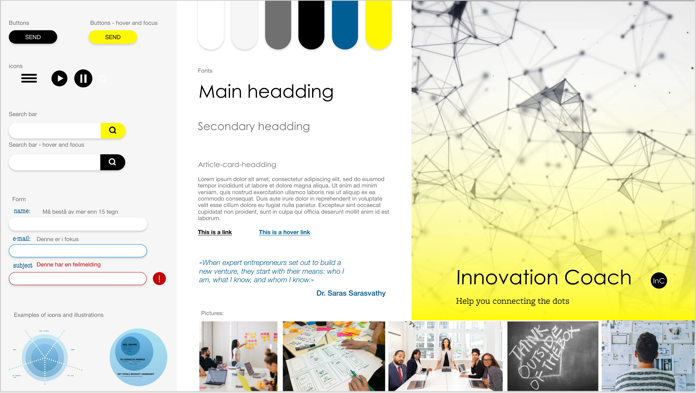 Buttons
Buttons - hover and focus
SEND
SEND
icons
Search bar
Search bar - hover and focus
Form
name:
Må bestå av mer enn 15 tegn
e-mail:
Denne er i fokus
subject
Denne har en feilmelding
!
Examples of icons and illustrations
Fonts
Main headding
Secondary headding
Article-card-headding
Lorem ipsum dolor sit amet, consectetur adipiscing elit, sed do eiusmod
tempor incididunt ut labore et dolore magna aliqua. Ut enim ad minim
veniam, quis nostrud exercitation ullamco laboris nisi ut aliquip ex ea
commodo consequat. Duis aute irure dolor in reprehenderit in voluptate
velit esse cillum dolore eu fugiat nulla pariatur. Excepteur sint occaecat
cupidatat non proident, sunt in culpa qui officia deserunt mollit anim id est
laborum.
This is a link
This is a hover link
«When expert entrepreneurs set out to build a
new venture, they start with their means: who I
am, what I know, and whom I know.»
Dr. Saras Sarasvathy
Pictures:
Innovation Coach
InC
Help you connecting the dots
THINK
OUTSIDE
OF THE BOX